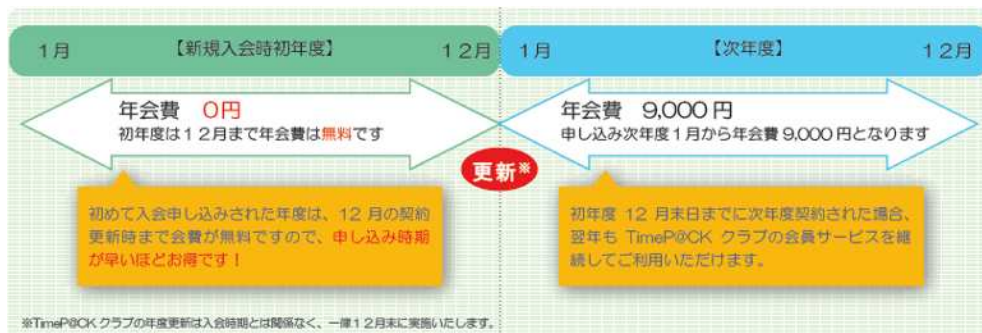 1月 【新規入会時初年度】 12月 1月 【次年度】 12月
年会費 0円
初年度は12月まで年会費は無料です
年会費 9,000円
申し込み次年度1月から年会費9,000円となります
更新※
初めて入会申し込みされた年度は、12月の契約
更新時まで会費が無料ですので、申し込み時期
が早いほどお得です！
初年度12月末日までに次年度契約された場合、
翌年も TimeP@CK クラブの会員サービスを継
続してご利用いただけます。
※TimeP@CKクラブの年度更新は入会時期とは関係なく、一律12月末に実施いたします。